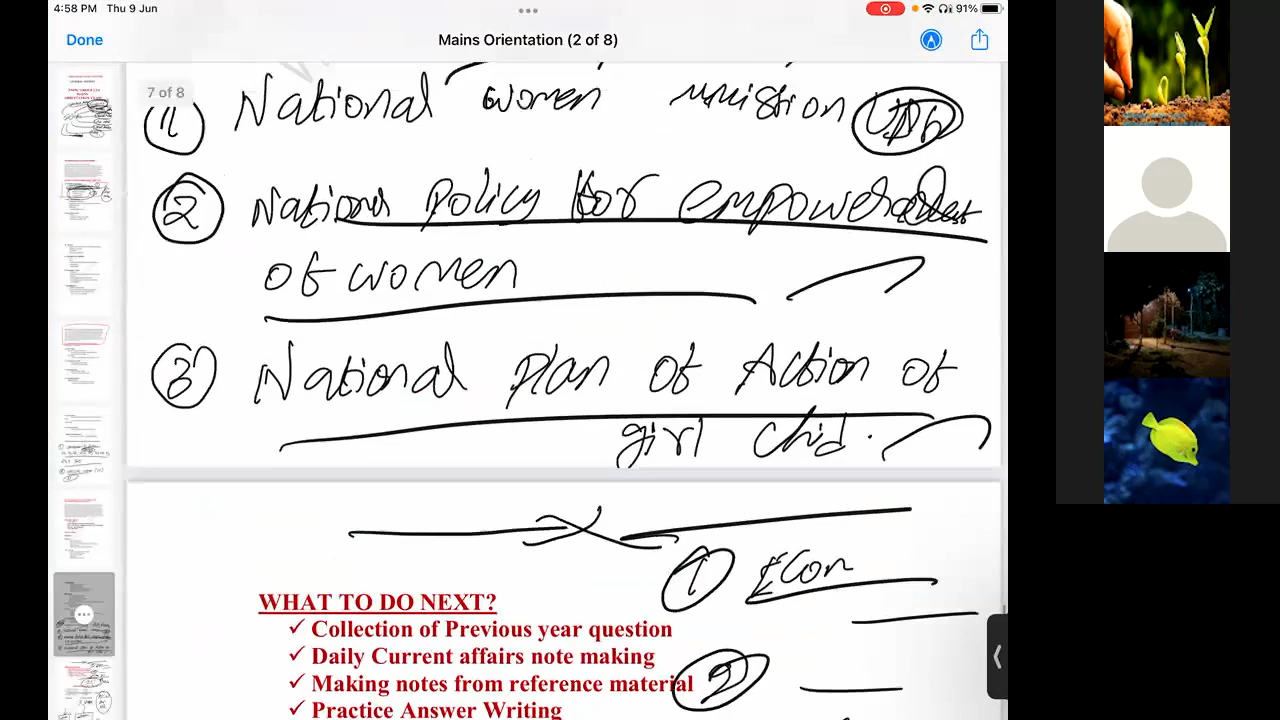 4:58 PM Thu 9 Jun
91%
Done
Mains Orientation (2 of 8)
7 of 8
1 National women mission
2 National Policy for empowerment
of women
3 National plan of Action of
girl chid.
1 Econ
WHAT TO DO NEXT?
✓ Collection of Previous year question
✓ Daily Current affairs note making
2
✓ Making notes from reference material
✓ Practice Answer Writing